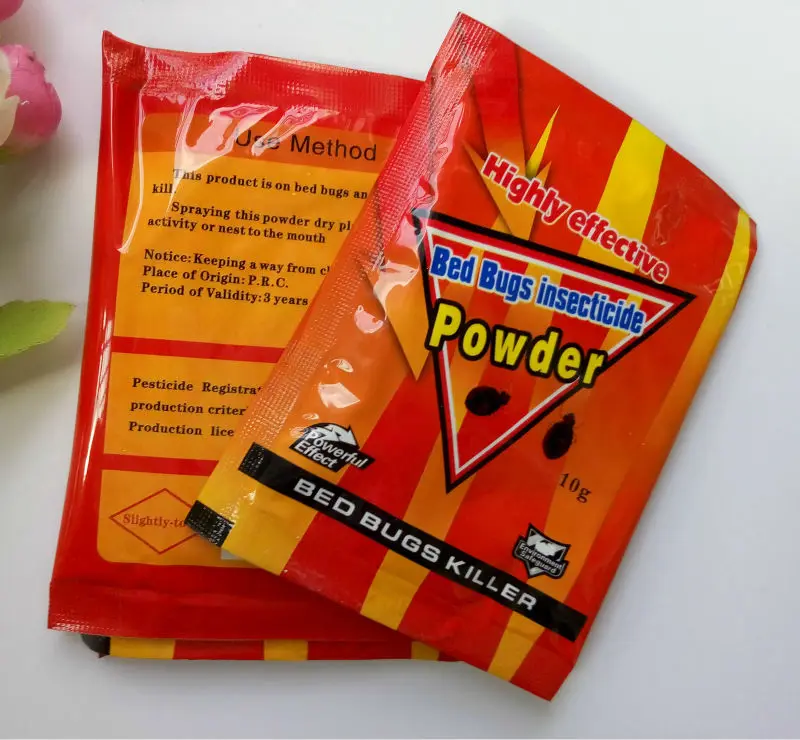 Use Method
This product is on bed bugs an
kill.
Spraying this powder dry pl
activity or nest to the mouth
Notice:Keeping a way from c
Place of Origin:P.R.C.
Period of Validity:3 years
Pesticide Registra
production criter
Production lice
Slightly-to
Highly effective
Bed Bugs insecticide
Powder
10g
Powerful
Effect
BED BUGS KILLER
Environment
Safeguard